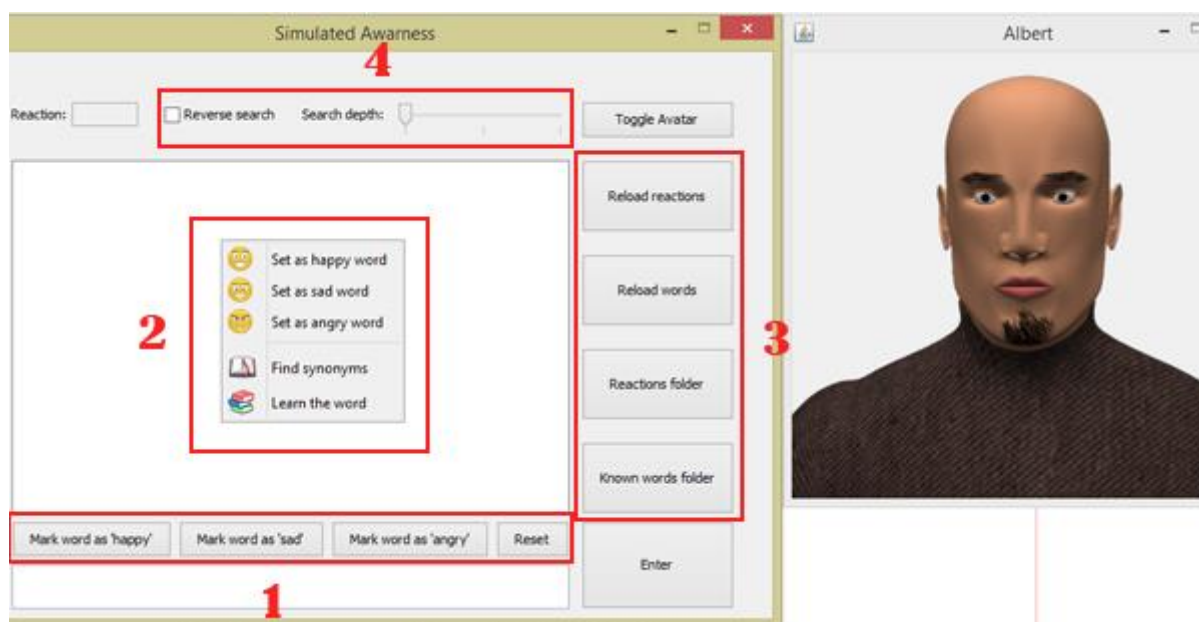 Simulated Awarness
Albert
4
Reaction:
Reverse search
Search depth:
Toggle Avatar
Reload reactions
Set as happy word
Set as sad word
Reload words
Set as angry word
2
3
Find synonyms
Reactions folder
Learn the word
Known words folder
Mark word as 'happy' Mark word as 'sad' Mark word as 'angry' Reset
Enter
1